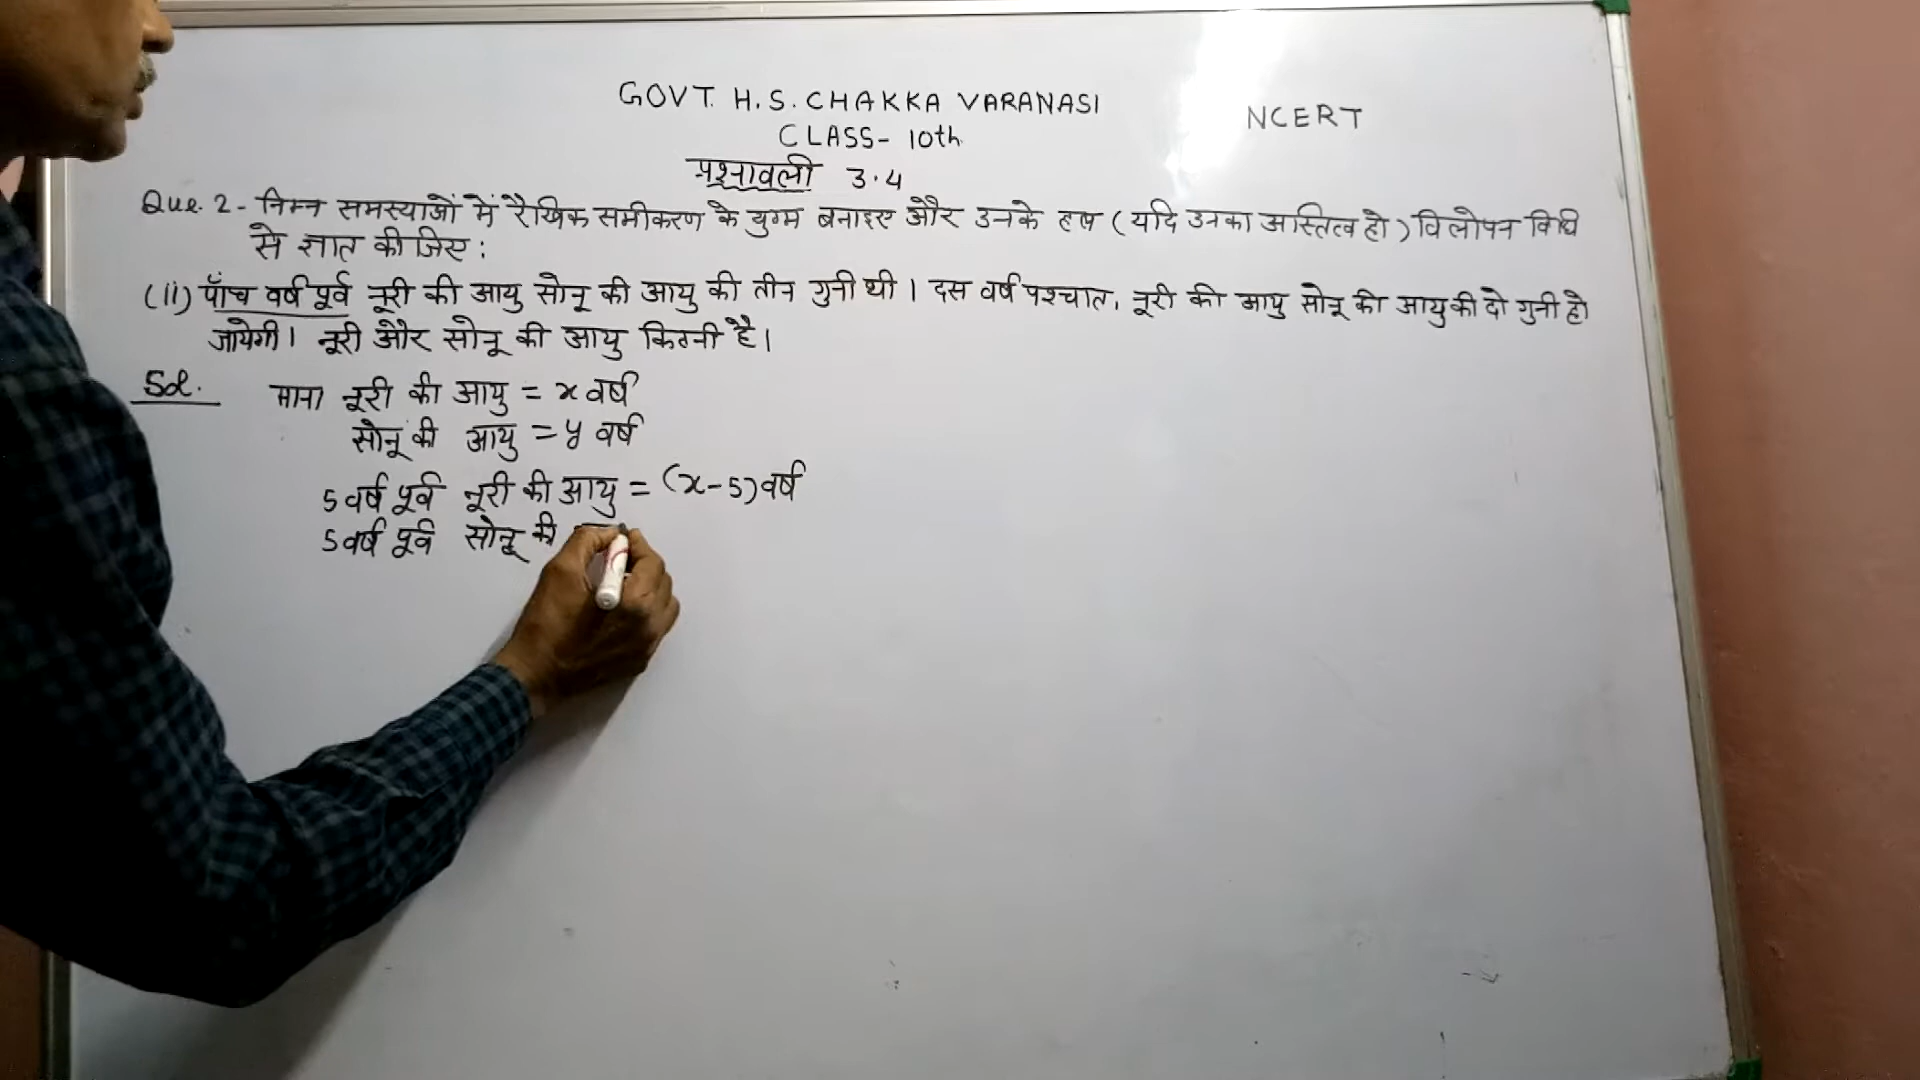 GOVT. H.S. CHAKKA VARANASI
NCERT
CLASS- 10th
प्रश्नावली 3.4
Que. 2- निम्न समस्याओं में रैखिक समीकरण के युग्म बनाइए और उनके हल (यदि उनका अस्तित्व हो) विलोपन विधि
से ज्ञात कीजिए:
(ii) पाँच वर्ष पूर्व नूरी की आयु सोनू की आयु की तीन गुनी थी। दस वर्ष पश्चात, नूरी की आयु सोनू की आयु की दो गुनी हो
जायेगी। नूरी और सोनू की आयु कितनी है।
Sol. माना नूरी की आयु = x वर्ष
सोनू की आयु = y वर्ष
5 वर्ष पूर्व नूरी की आयु = (x-5) वर्ष
5 वर्ष पूर्व सोनू की